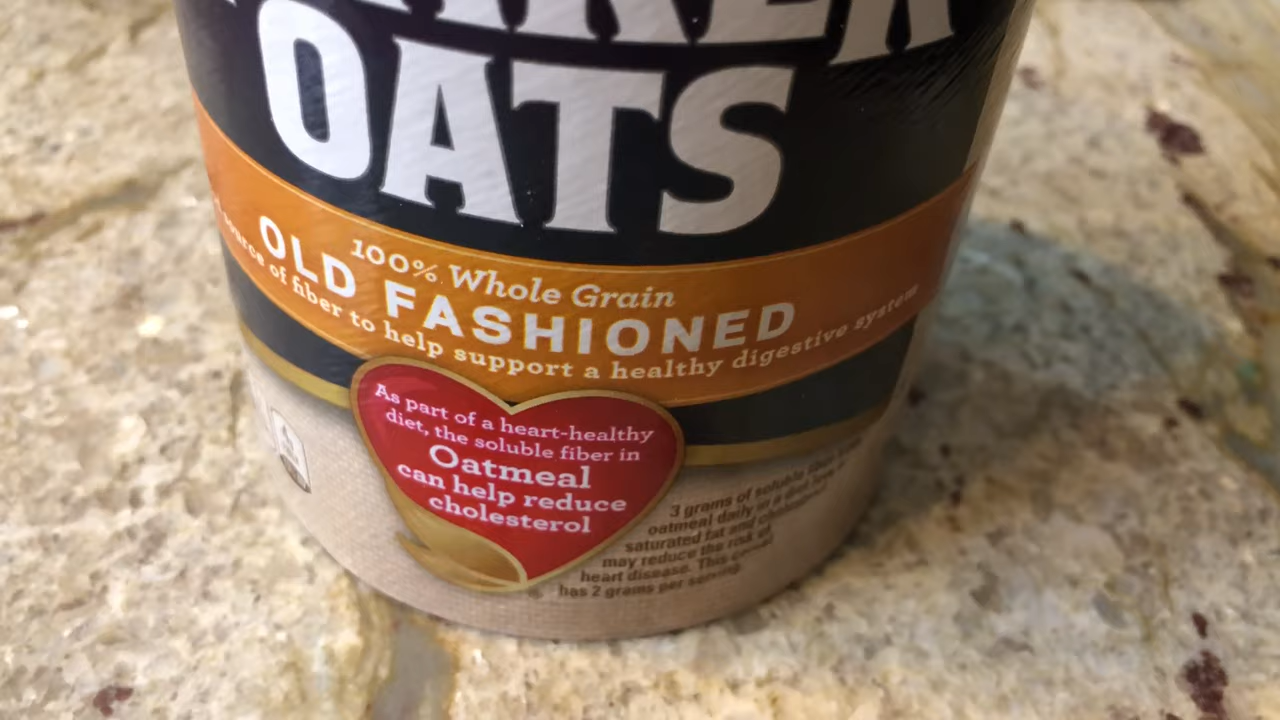 OATS
100% Whole Grain
OLD FASHIONED
source of fiber to help support a healthy digestive system
As part of a heart-healthy
diet, the soluble fiber in
Oatmeal
can help reduce
cholesterol
3 grams of soluble
oatmeal daily in a diet low in
saturated fat and cholesterol
may reduce the risk of
heart disease. This cereal
has 2 grams per serving.